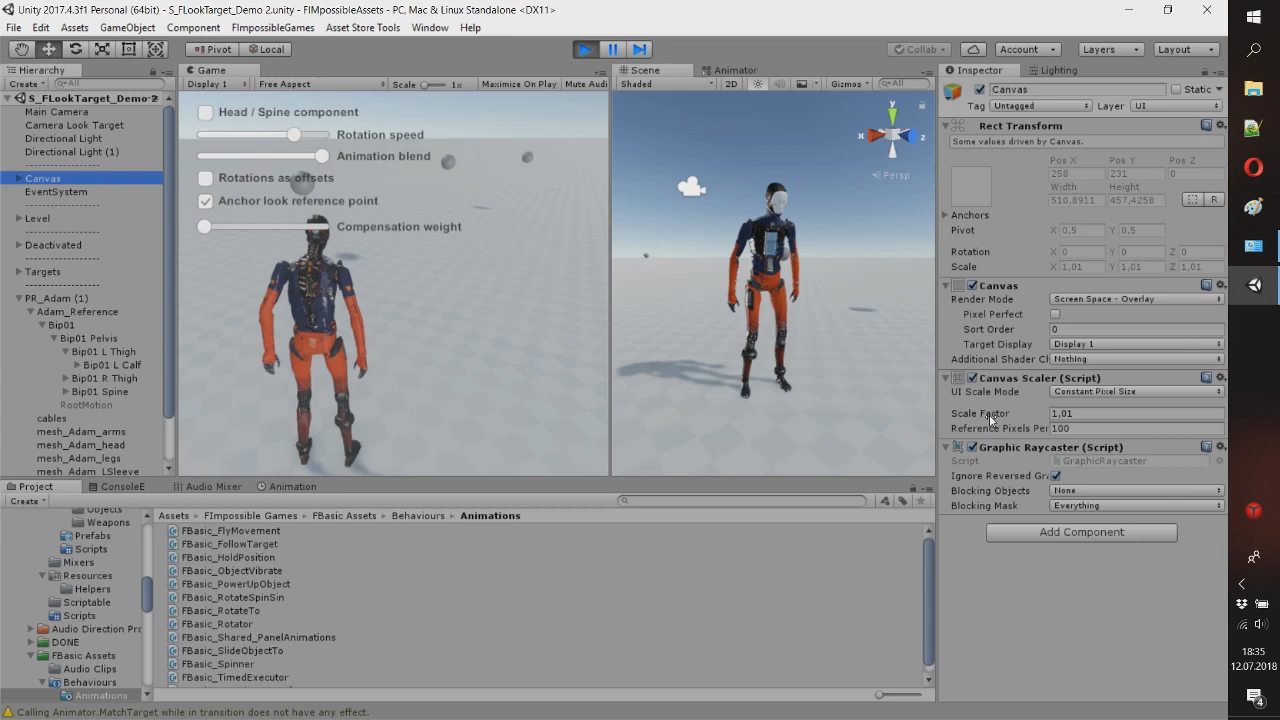 Unity 2017.4.3f1 Personal (64bit) - S_FLookTarget_Demo 2.unity - FImpossibleAssets - PC, Mac & Linux Standalone <DX11>
File Edit Assets GameObject Component FImpossibleGames Asset Store Tools Window Help
Pivot Local Collab Account Layers Layout
Hierarchy
Create All
S_FLookTarget_Demo 2
Main Camera
Camera Look Target
Directional Light
Directional Light (1)
------------------
Canvas
EventSystem
------------------
Level
------------------
Deactivated
------------------
Targets
------------------
PR_Adam (1)
Adam_Reference
Bip01
Bip01 Pelvis
Bip01 L Thigh
Bip01 L Calf
Bip01 R Thigh
Bip01 Spine
RootMotion
cables
mesh_Adam_arms
mesh_Adam_head
mesh_Adam_legs
mesh_Adam_LSleeve
Game
Display 1 Free Aspect Scale 1x Maximize On Play Mute Audi
Head / Spine component
Rotation speed
Animation blend
Rotations as offsets
Anchor look reference point
Compensation weight
Scene Animator
Shaded 2D Gizmos All
y
x z
Persp
Inspector Lighting
Canvas Static
Tag Untagged Layer UI
Rect Transform
Some values driven by Canvas.
Pos X Pos Y Pos Z
258 231 0
Width Height
510,8911 457,4258
R
Anchors
Pivot X 0,5 Y 0,5
Rotation X 0 Y 0 Z 0
Scale X 1,01 Y 1,01 Z 1,01
Canvas
Render Mode Screen Space - Overlay
Pixel Perfect
Sort Order 0
Target Display Display 1
Additional Shader Ch Nothing
Canvas Scaler (Script)
UI Scale Mode Constant Pixel Size
Scale Factor 1,01
Reference Pixels Per 100
Graphic Raycaster (Script)
Script GraphicRaycaster
Ignore Reversed Gra
Blocking Objects None
Blocking Mask Everything
Add Component
Project ConsoleE Audio Mixer Animation
Create
Objects
Weapons
Prefabs
Scripts
Mixers
Resources
Helpers
Scriptable
Scripts
Audio Direction Pro
DONE
FBasic Assets
Audio Clips
Behaviours
Animations
Assets FImpossible Games FBasic Assets Behaviours Animations
FBasic_FlyMovement
FBasic_FollowTarget
FBasic_HoldPosition
FBasic_ObjectVibrate
FBasic_PowerUpObject
FBasic_RotateSpinSin
FBasic_RotateTo
FBasic_Rotator
FBasic_Shared_PanelAnimations
FBasic_SlideObjectTo
FBasic_Spinner
FBasic_TimedExecutor
Calling Animator.MatchTarget while in transition does not have any effect.
18:35
12.07.2018
4